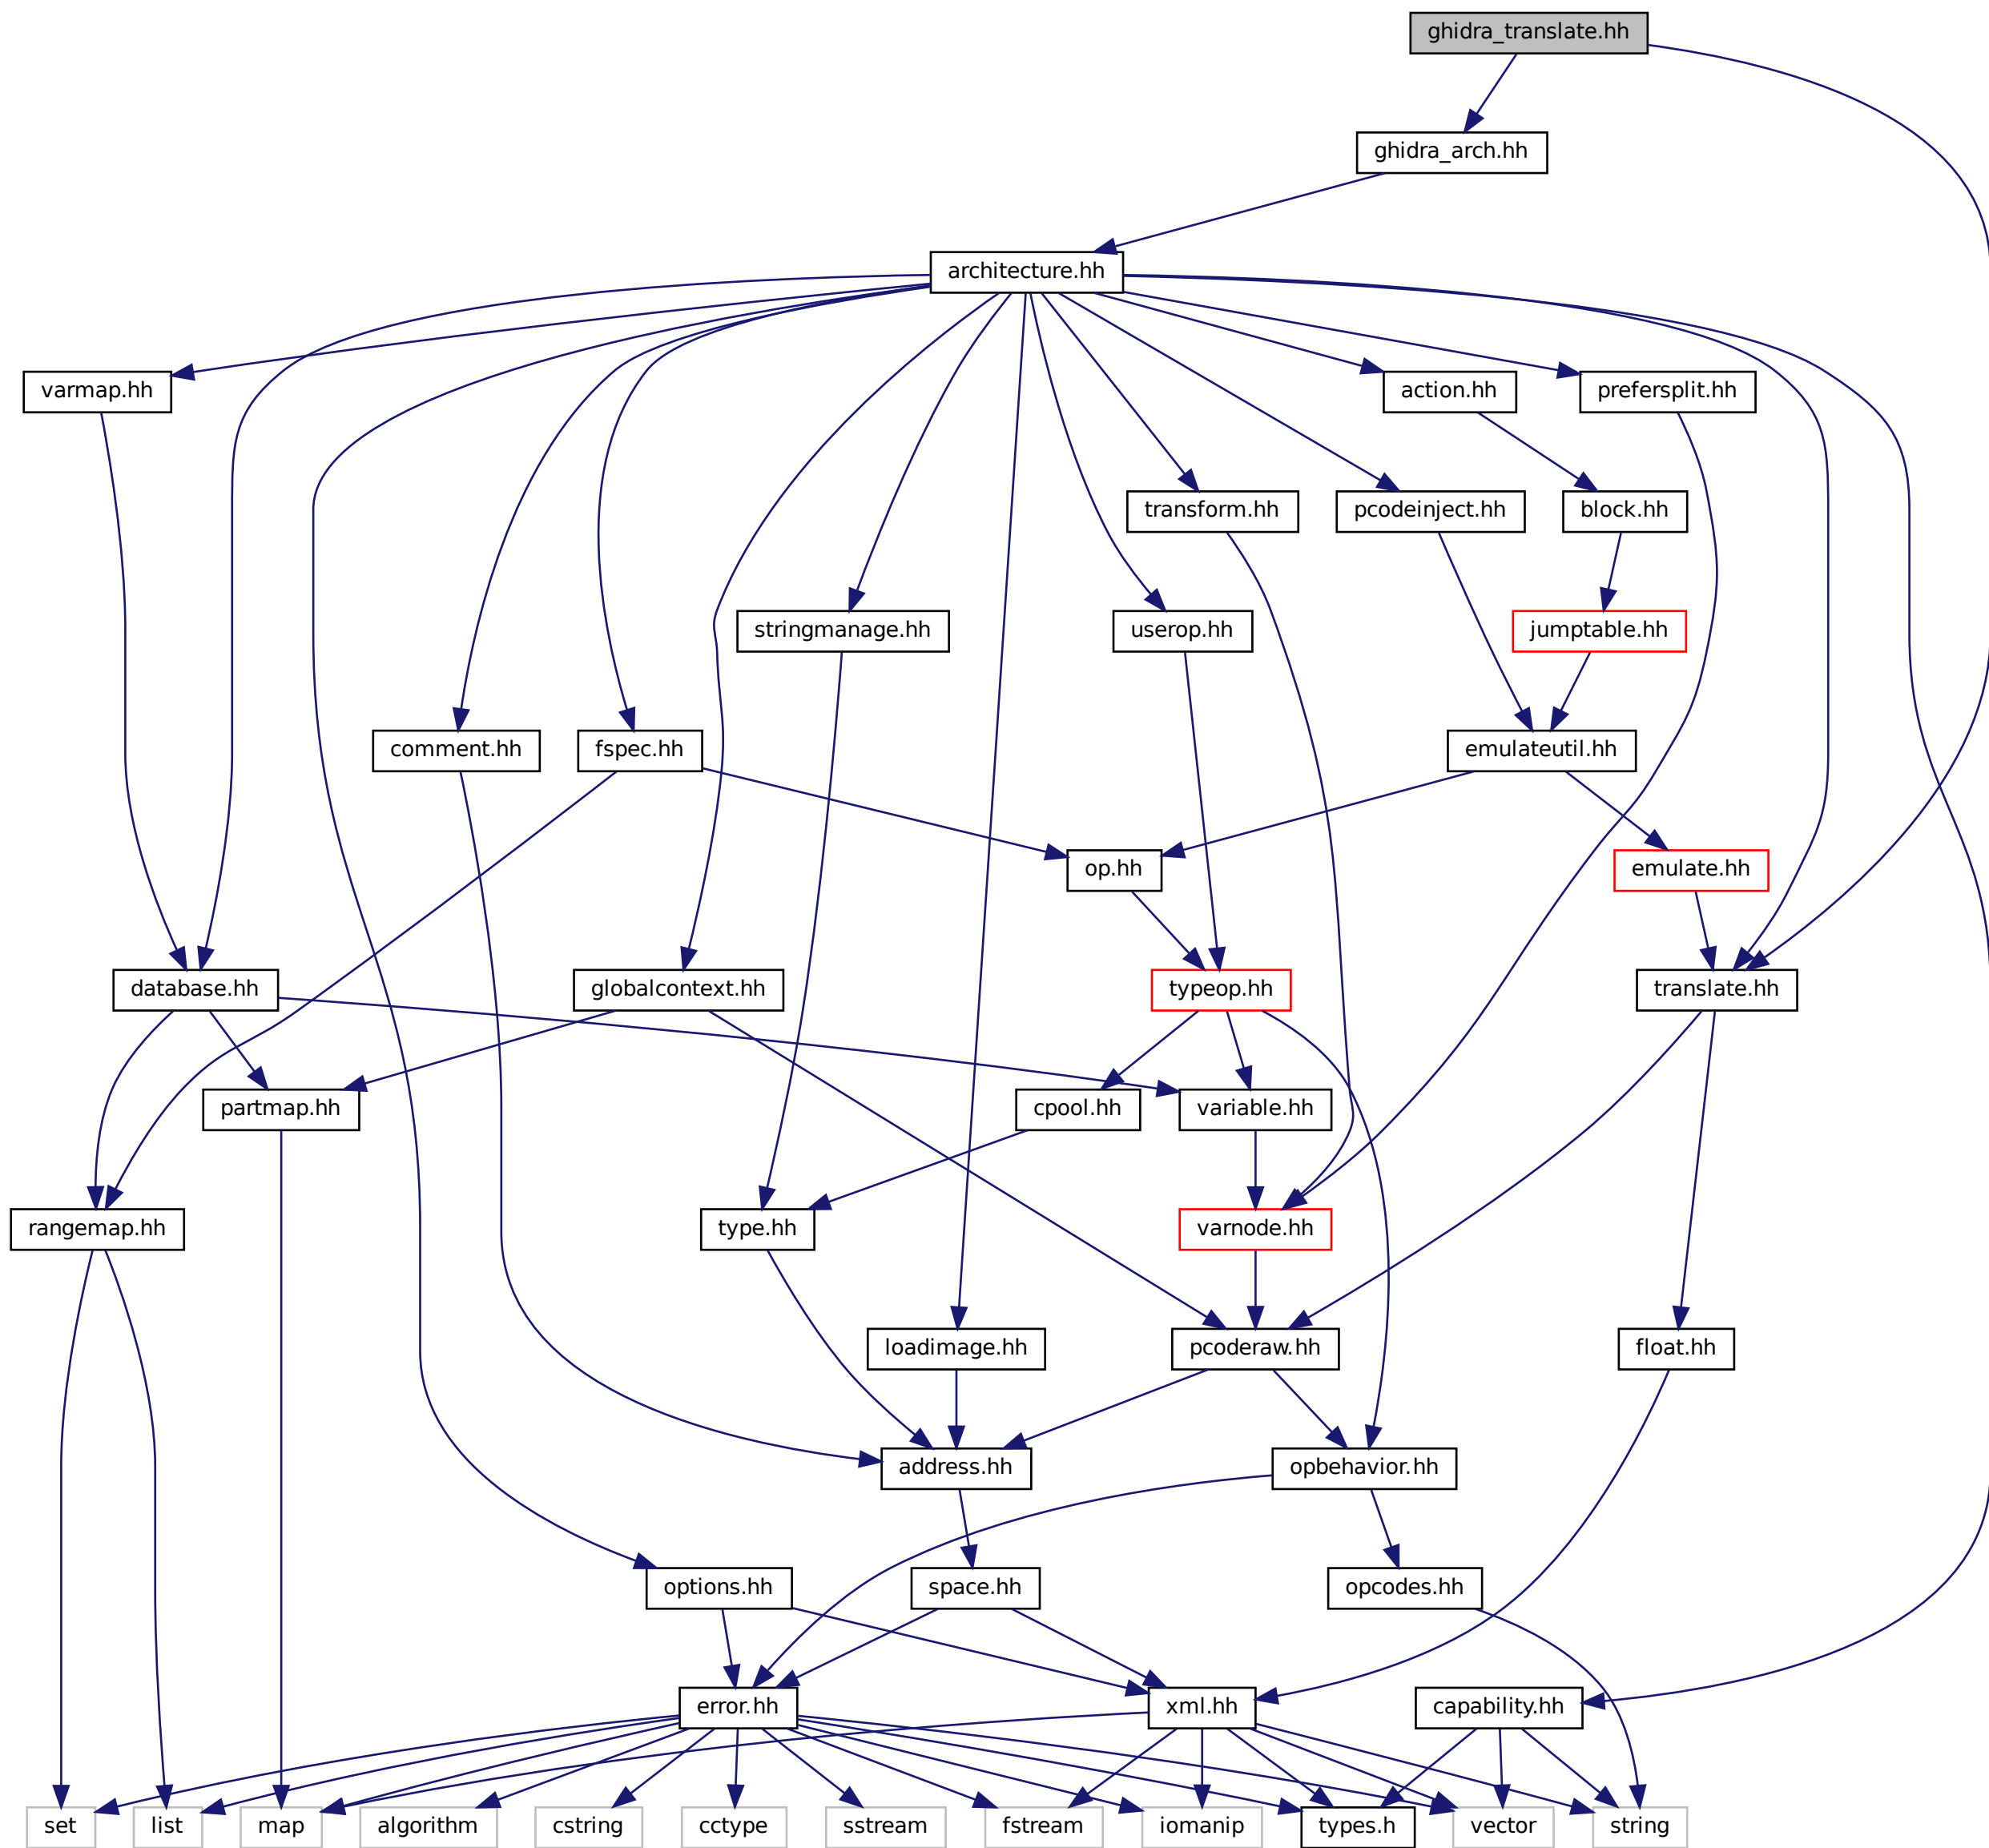 ghidra_translate.hh
ghidra_arch.hh
architecture.hh
varmap.hh
action.hh
prefersplit.hh
transform.hh
pcodeinject.hh
block.hh
stringmanage.hh
userop.hh
jumptable.hh
comment.hh
fspec.hh
emulateutil.hh
op.hh
emulate.hh
database.hh
globalcontext.hh
typeop.hh
translate.hh
partmap.hh
cpool.hh
variable.hh
rangemap.hh
type.hh
varnode.hh
loadimage.hh
pcoderaw.hh
float.hh
address.hh
opbehavior.hh
options.hh
space.hh
opcodes.hh
error.hh
xml.hh
capability.hh
set
list
map
algorithm
cstring
cctype
sstream
fstream
iomanip
types.h
vector
string